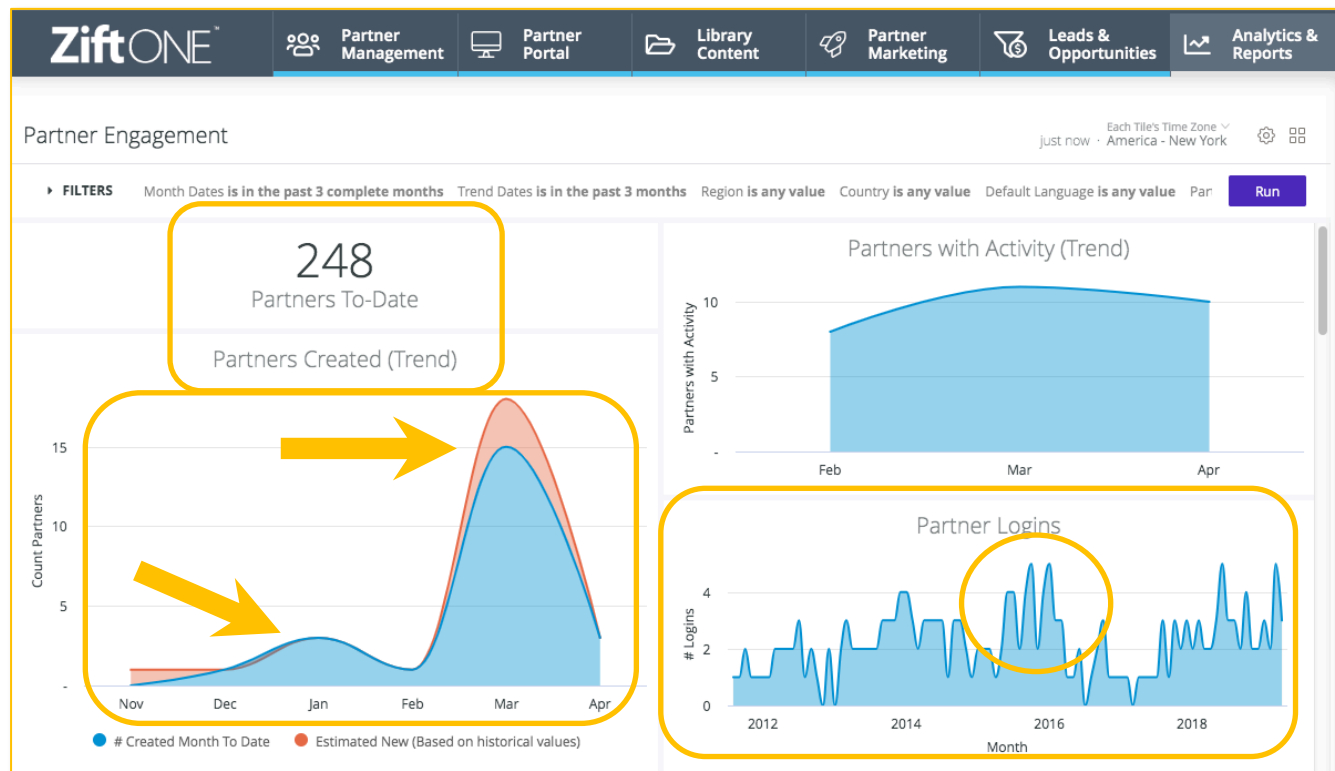 ZiftONE™
Partner Management
Partner Portal
Library Content
Partner Marketing
Leads & Opportunities
Analytics & Reports
Partner Engagement
Each Tile's Time Zone
just now · America - New York
FILTERS Month Dates is in the past 3 complete months Trend Dates is in the past 3 months Region is any value Country is any value Default Language is any value Par Run
248
Partners To-Date
Partners Created (Trend)
Count Partners
15
10
5
-
Nov Dec Jan Feb Mar Apr
# Created Month To Date Estimated New (Based on historical values)
Partners with Activity (Trend)
Partners with Activity
10
5
-
Feb Mar Apr
Partner Logins
# Logins
4
2
0
2012 2014 2016 2018
Month